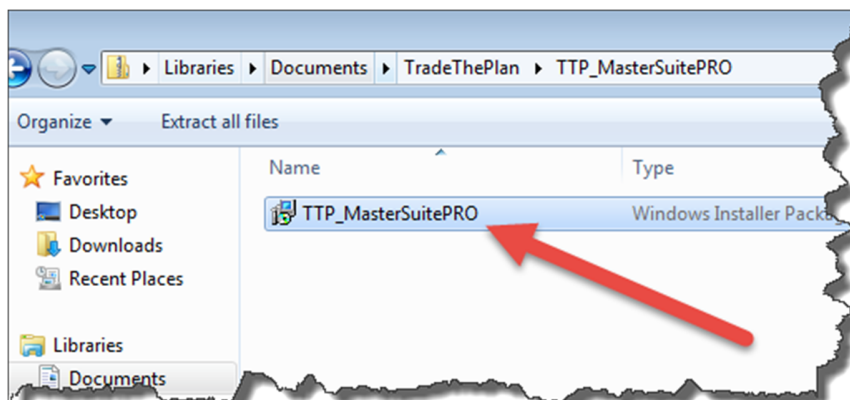 Libraries Documents TradeThePlan TTP_MasterSuitePRO
Organize Extract all files
Name Type
Favorites
TTP_MasterSuitePRO Windows Installer
Desktop
Downloads
Recent Places
Libraries
Documents